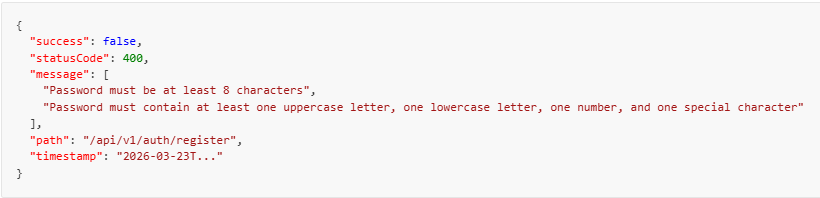 {
"success": false,
"statusCode": 400,
"message": [
"Password must be at least 8 characters",
"Password must contain at least one uppercase letter, one lowercase letter, one number, and one special character"
],
"path": "/api/v1/auth/register",
"timestamp": "2026-03-23T..."
}